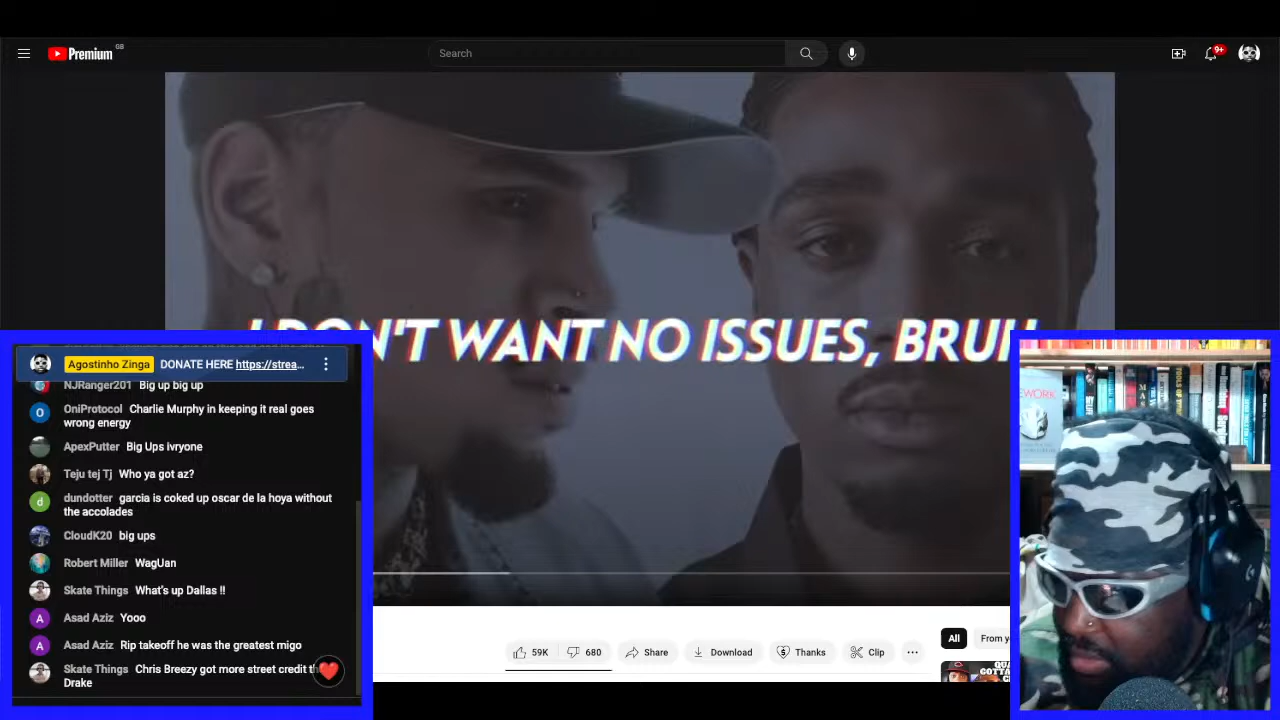 Premium GB
Search
9+
N'T WANT NO ISSUES, BRUH
Agostinho Zinga DONATE HERE https://strea...
NJRanger201 Big up big up
OniProtocol Charlie Murphy in keeping it real goes
wrong energy
ApexPutter Big Ups ivryone
Teju tej Tj Who ya got az?
dundotter garcia is coked up oscar de la hoya without
the accolades
CloudK20 big ups
Robert Miller WagUan
Skate Things What's up Dallas !!
Asad Aziz Yooo
Asad Aziz Rip takeoff he was the greatest migo
Skate Things Chris Breezy got more street credit th
Drake
59K 680 Share Download Thanks Clip
All From y